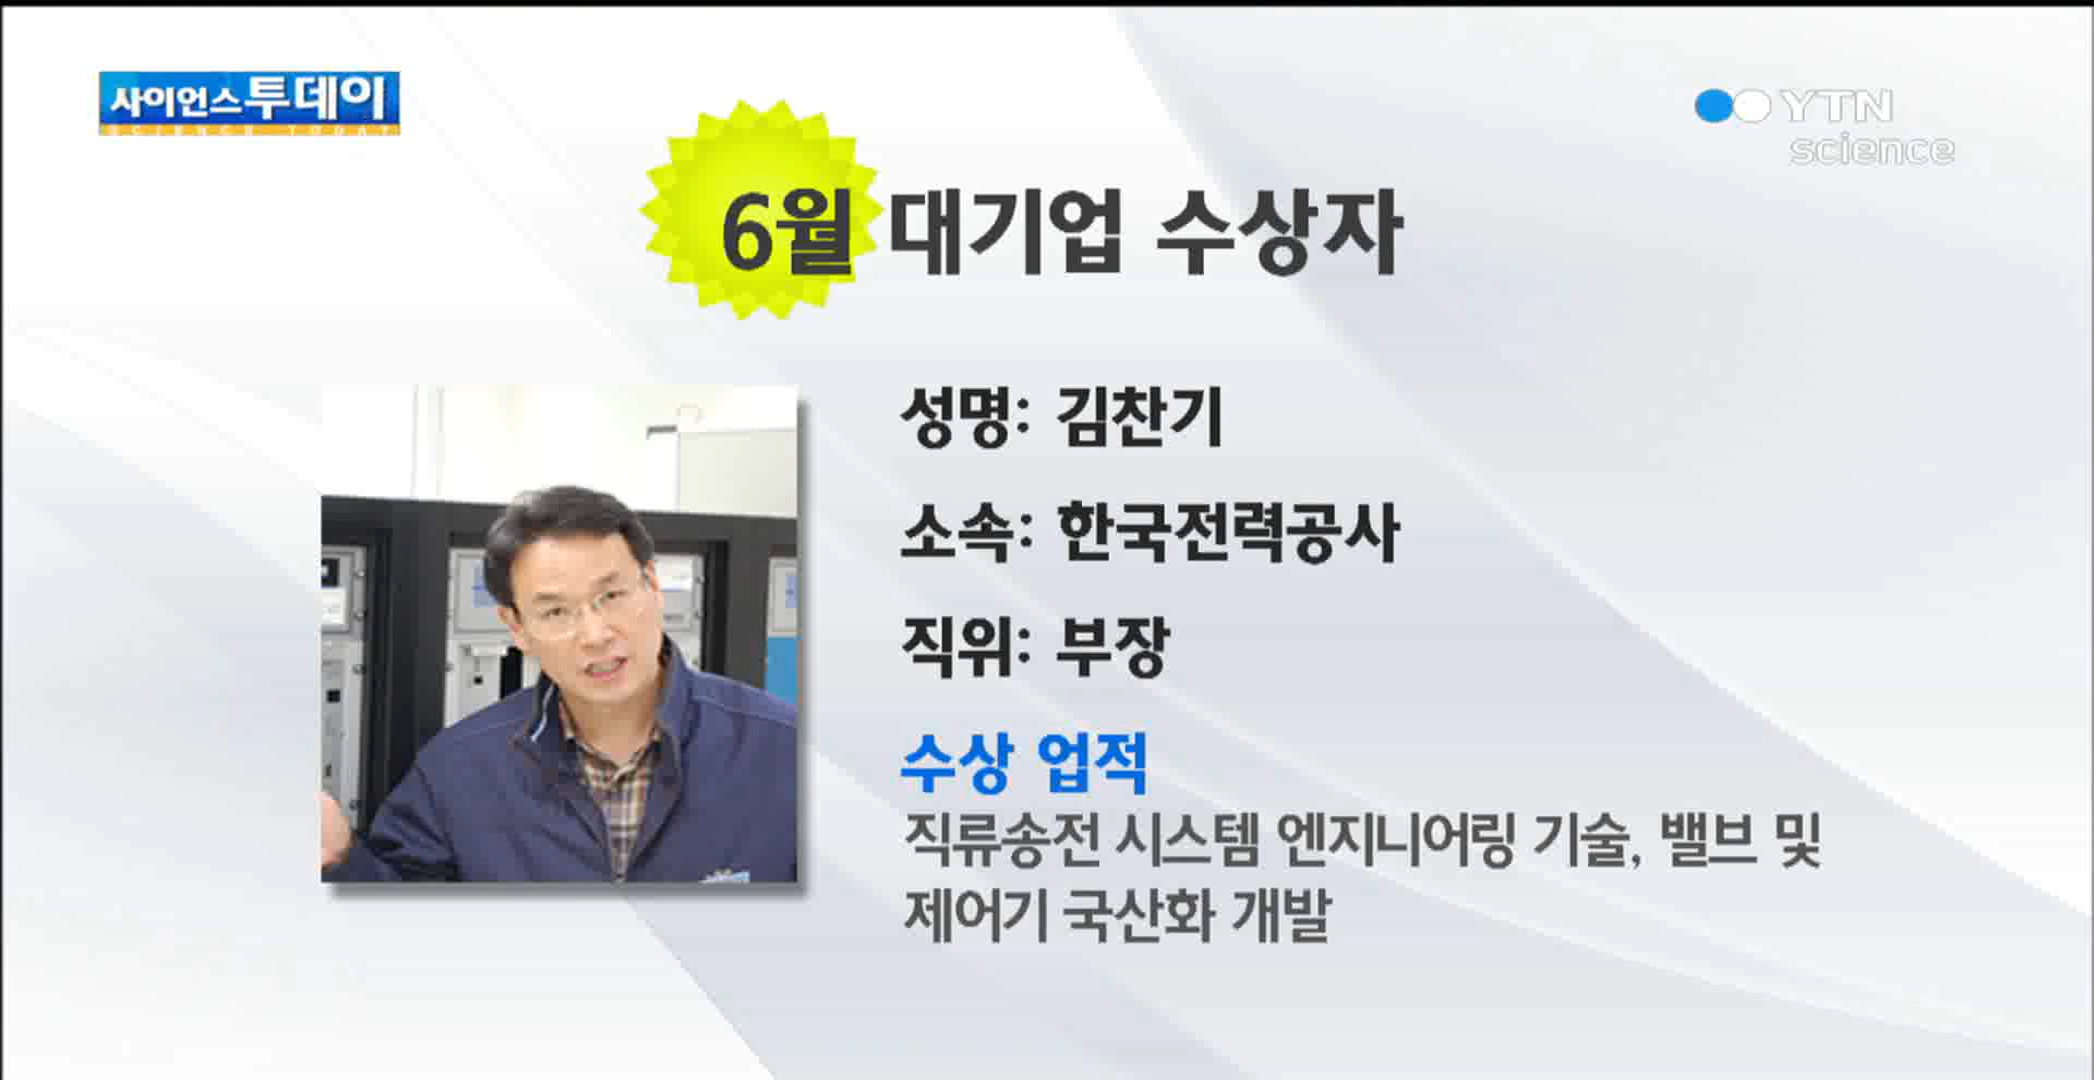 사이언스투데이
SCIENCE TODAY
YTN
science
6월 대기업 수상자
성명: 김찬기
소속: 한국전력공사
직위: 부장
수상 업적
직류송전 시스템 엔지니어링 기술, 밸브 및
제어기 국산화 개발